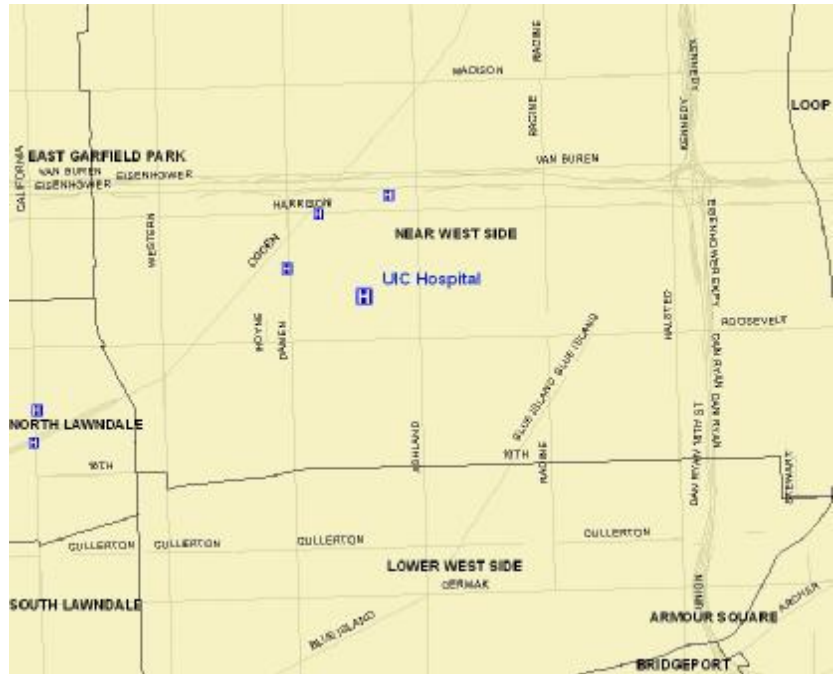 RACINE
KENNEDY
MADISON
LOOP
RACINE
KENNEDY
EAST GARFIELD PARK
VAN BUREN
VAN BUREN
EISENHOWER
EISENHOWER
CALIFORNIA
HARRISON
H
H
WESTERN
OGDEN
NEAR WEST SIDE
EISENHOWER EXPY
H
UIC Hospital
H
HOYNE
DAMEN
HALSTED
ROOSEVELT
BLUE ISLAND
BLUE ISLAND
DAN RYAN
DAN RYAN
H
NORTH LAWNDALE
H
16TH
ASHLAND
16TH
RACINE
DAN RYAN
STEWART
CULLERTON
CULLERTON
CULLERTON
CULLERTON
LOWER WEST SIDE
CERMAK
SOUTH LAWNDALE
BLUE ISLAND
UNION
ARMOUR SQUARE
ARCHER
BRIDGEPORT